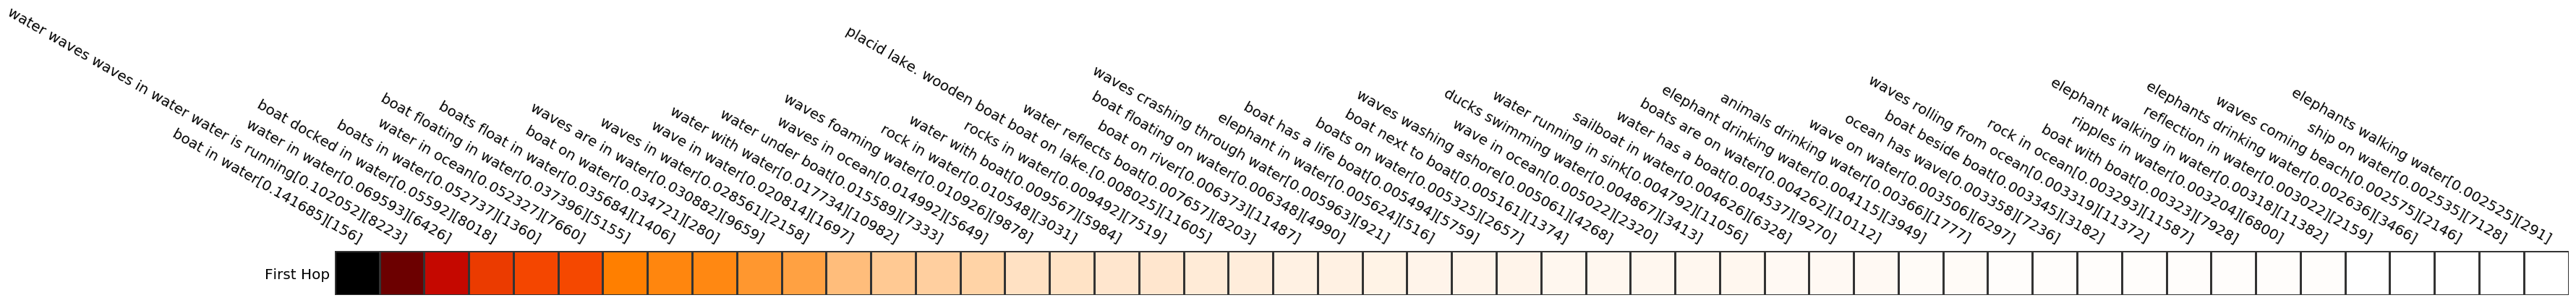 boat in water[0.141685][156]
water waves waves in water water is running[0.102052][8223]
water in water[0.069593][6426]
boat docked in water[0.05592][8018]
boats in water[0.052737][1360]
water in ocean[0.052327][7660]
boat floating in water[0.037396][5155]
boats float in water[0.035684][1406]
boat on water[0.034721][280]
waves are in water[0.030882][9659]
waves in water[0.028561][2158]
wave in water[0.020814][1697]
water with water[0.017734][10982]
water under boat[0.015589][7333]
waves in ocean[0.014992][5649]
waves foaming water[0.010926][9878]
rock in water[0.010548][3031]
water with boat[0.009567][5984]
rocks in water[0.009492][7519]
placid lake. wooden boat boat on lake.[0.008025][11605]
water reflects boat[0.007657][8203]
boat on river[0.006373][11487]
boat floating on water[0.006348][4990]
waves crashing through water[0.005963][921]
elephant in water[0.005624][516]
boat has a life boat[0.005494][5759]
boats on water[0.005325][2657]
boat next to boat[0.005161][1374]
waves washing ashore[0.005061][4268]
wave in ocean[0.005022][2320]
ducks swimming water[0.004867][3413]
water running in sink[0.004792][1056]
sailboat in water[0.004626][6328]
water has a boat[0.004537][9270]
boats are on water[0.004262][10112]
elephant drinking water[0.004115][3949]
animals drinking water[0.00366][1777]
wave on water[0.003506][6297]
ocean has wave[0.003358][7236]
boat beside boat[0.003345][3182]
waves rolling from ocean[0.003319][1372]
rock in ocean[0.003293][1587]
boat with boat[0.00323][7928]
ripples in water[0.003204][6800]
elephant walking in water[0.00318][11382]
reflection in water[0.003022][2159]
elephants drinking water[0.002636][3466]
waves coming beach[0.002575][2146]
ship on water[0.002535][7128]
elephants walking water[0.002525][291]
First Hop